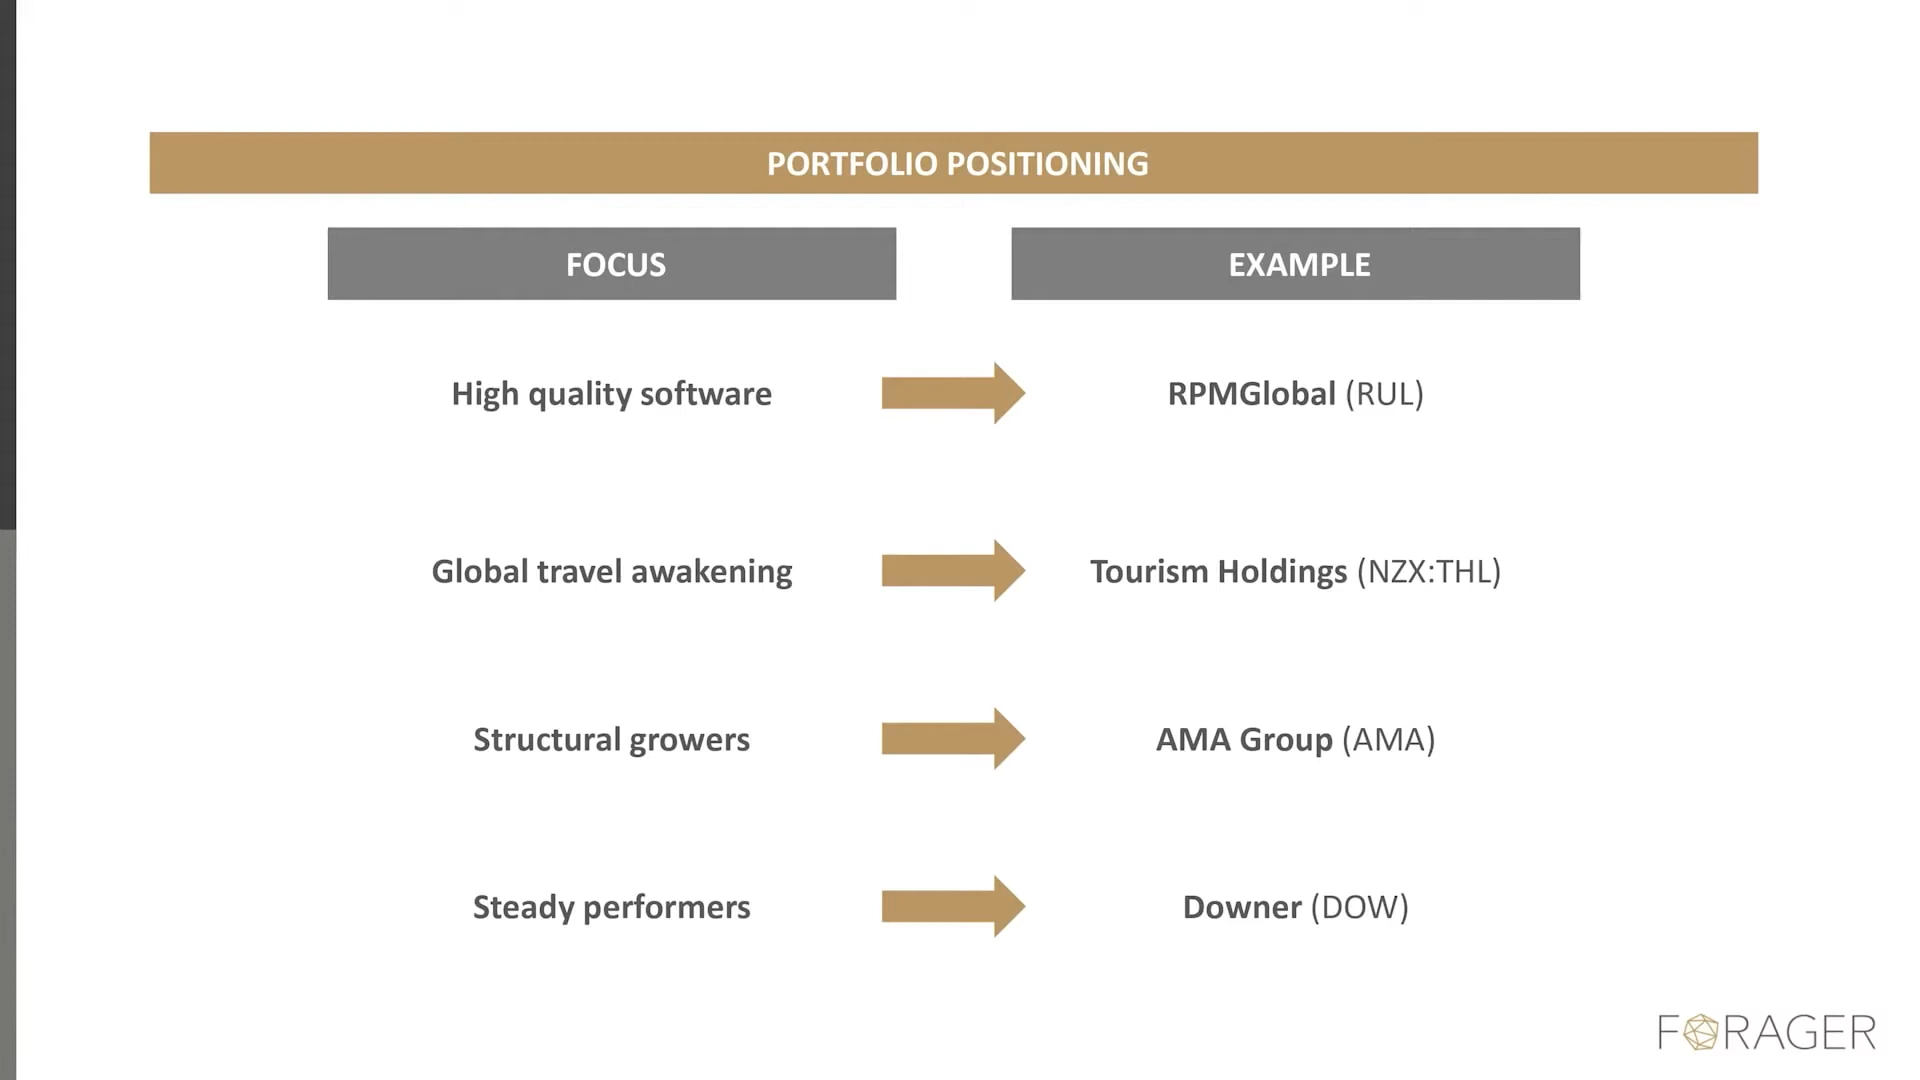 PORTFOLIO POSITIONING
FOCUS
EXAMPLE
High quality software
RPMGlobal (RUL)
Global travel awakening
Tourism Holdings (NZX:THL)
Structural growers
AMA Group (AMA)
Steady performers
Downer (DOW)
FORAGER